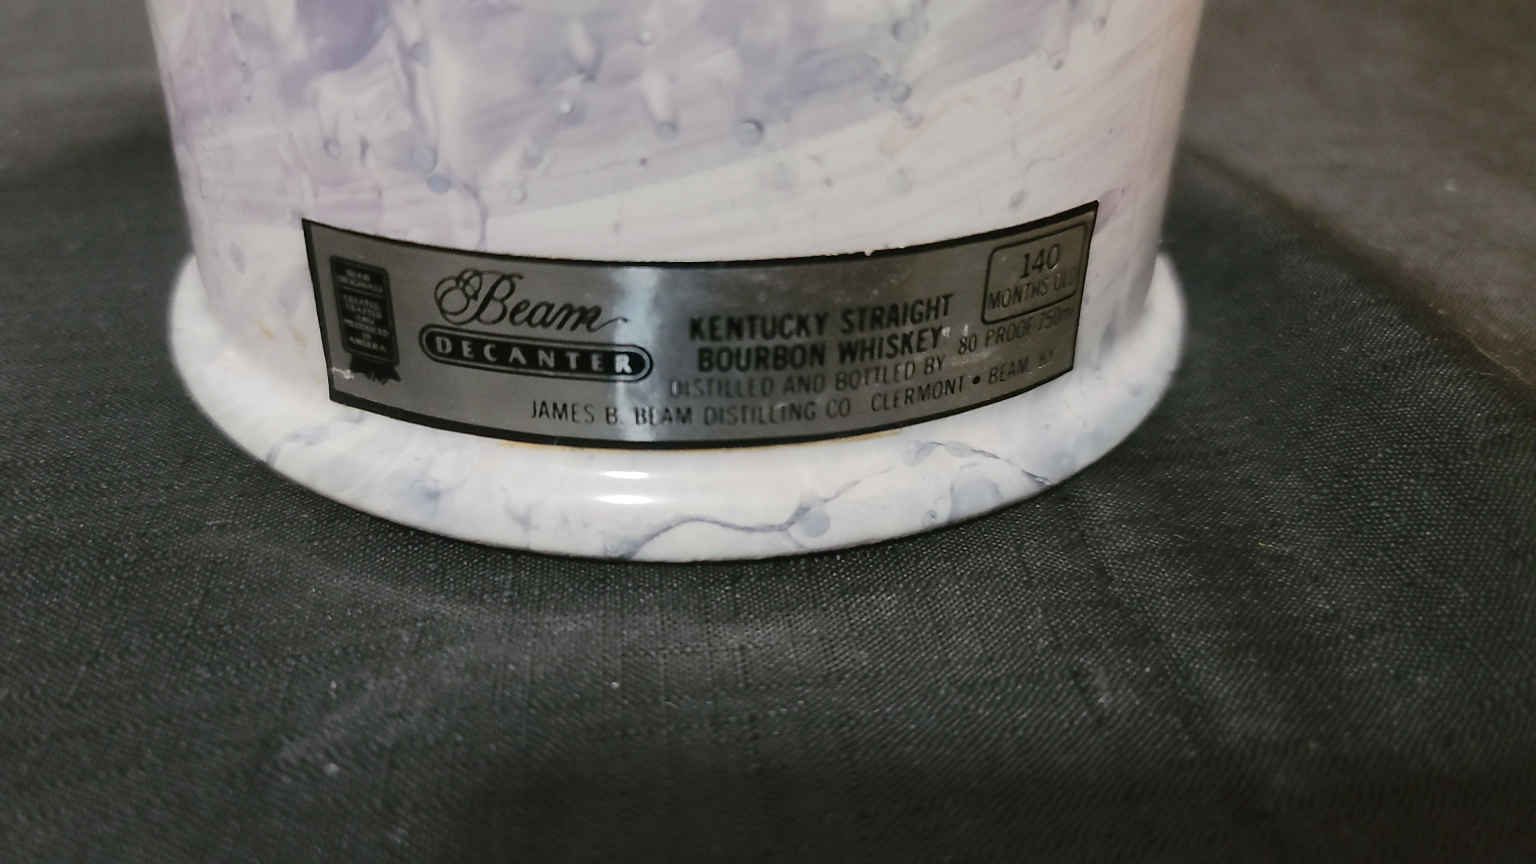 BEAM
Beam
DECANTER
KENTUCKY STRAIGHT
BOURBON WHISKEY
140
MONTHS OLD
80 PROOF 750ml
DISTILLED AND BOTTLED BY
JAMES B. BEAM DISTILLING CO. CLERMONT • BEAM, KY.